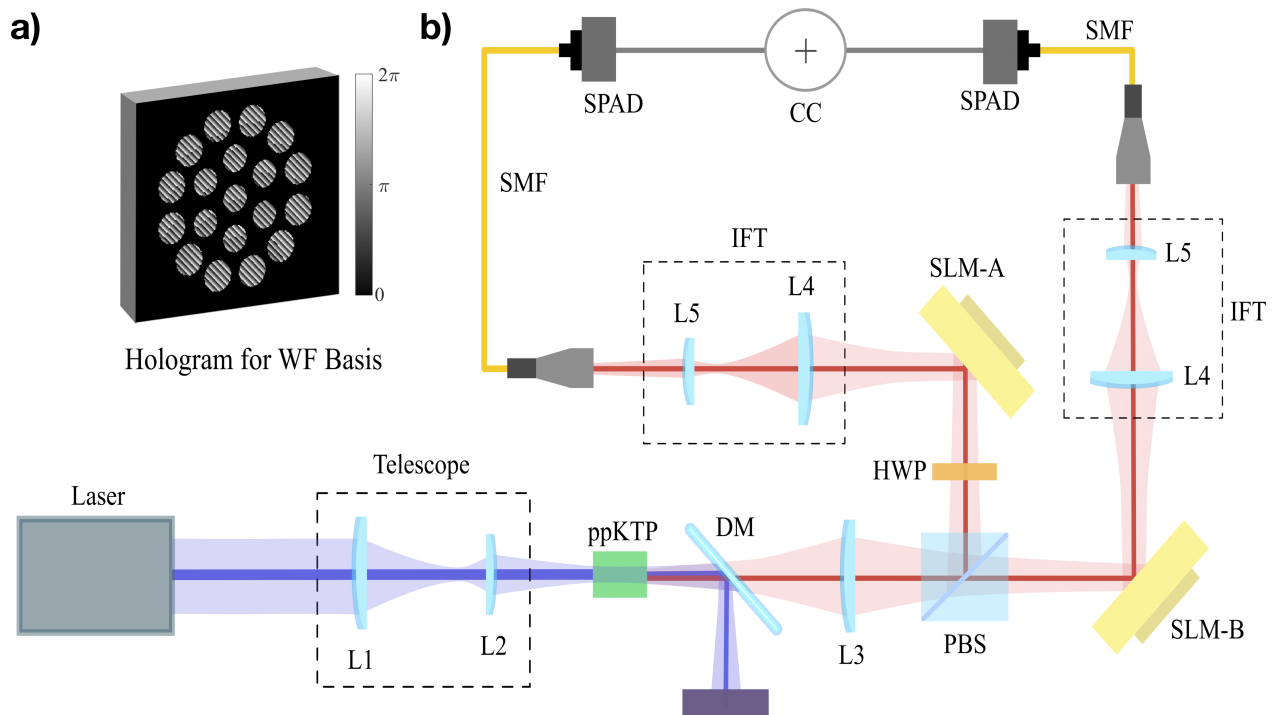 a)
2π
π
0
Hologram for WF Basis
b)
SMF
SPAD
SPAD
CC
SMF
IFT
L5
L4
SLM-A
L5
IFT
L4
HWP
Telescope
Laser
ppKTP
DM
L1
L2
L3
PBS
SLM-B